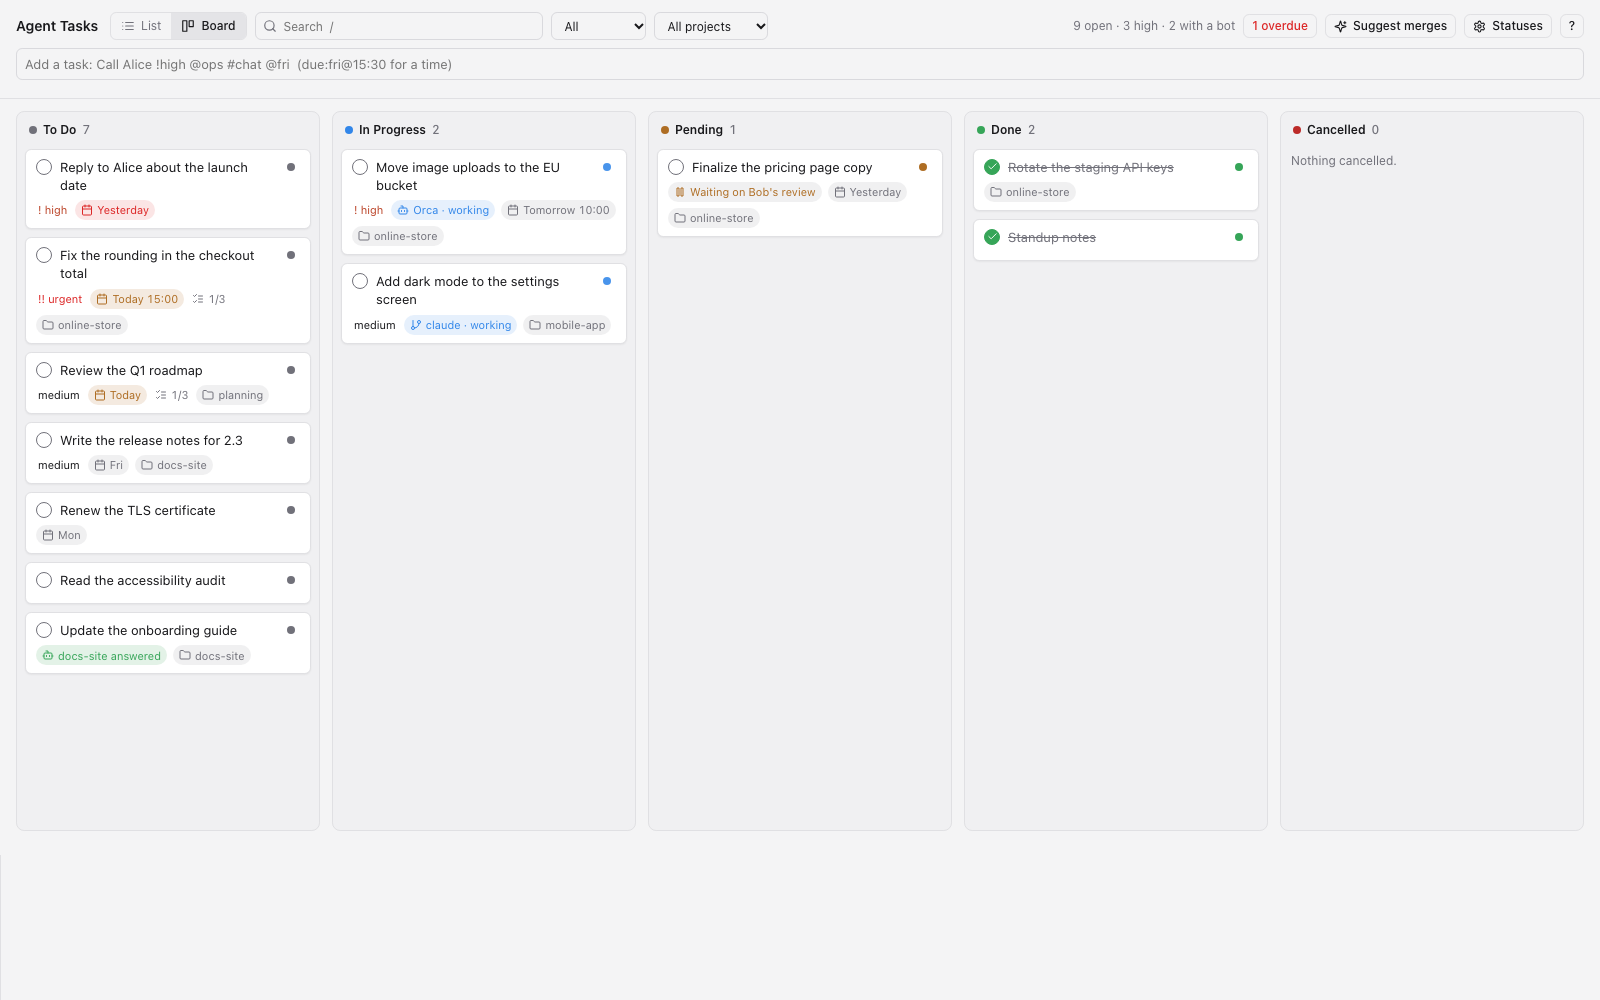 Agent Tasks
List
Board
Search /
All
All projects
9 open · 3 high · 2 with a bot
1 overdue
Suggest merges
Statuses
?
Add a task: Call Alice !high @ops #chat @fri (due:fri@15:30 for a time)
To Do 7
Reply to Alice about the launch
date
! high
Yesterday
Fix the rounding in the checkout
total
!! urgent
Today 15:00
1/3
online-store
Review the Q1 roadmap
medium
Today
1/3
planning
Write the release notes for 2.3
medium
Fri
docs-site
Renew the TLS certificate
Mon
Read the accessibility audit
Update the onboarding guide
docs-site answered
docs-site
In Progress 2
Move image uploads to the EU
bucket
! high
Orca · working
Tomorrow 10:00
online-store
Add dark mode to the settings
screen
medium
claude · working
mobile-app
Pending 1
Finalize the pricing page copy
Waiting on Bob's review
Yesterday
online-store
Done 2
Rotate the staging API keys
online-store
Standup notes
Cancelled 0
Nothing cancelled.